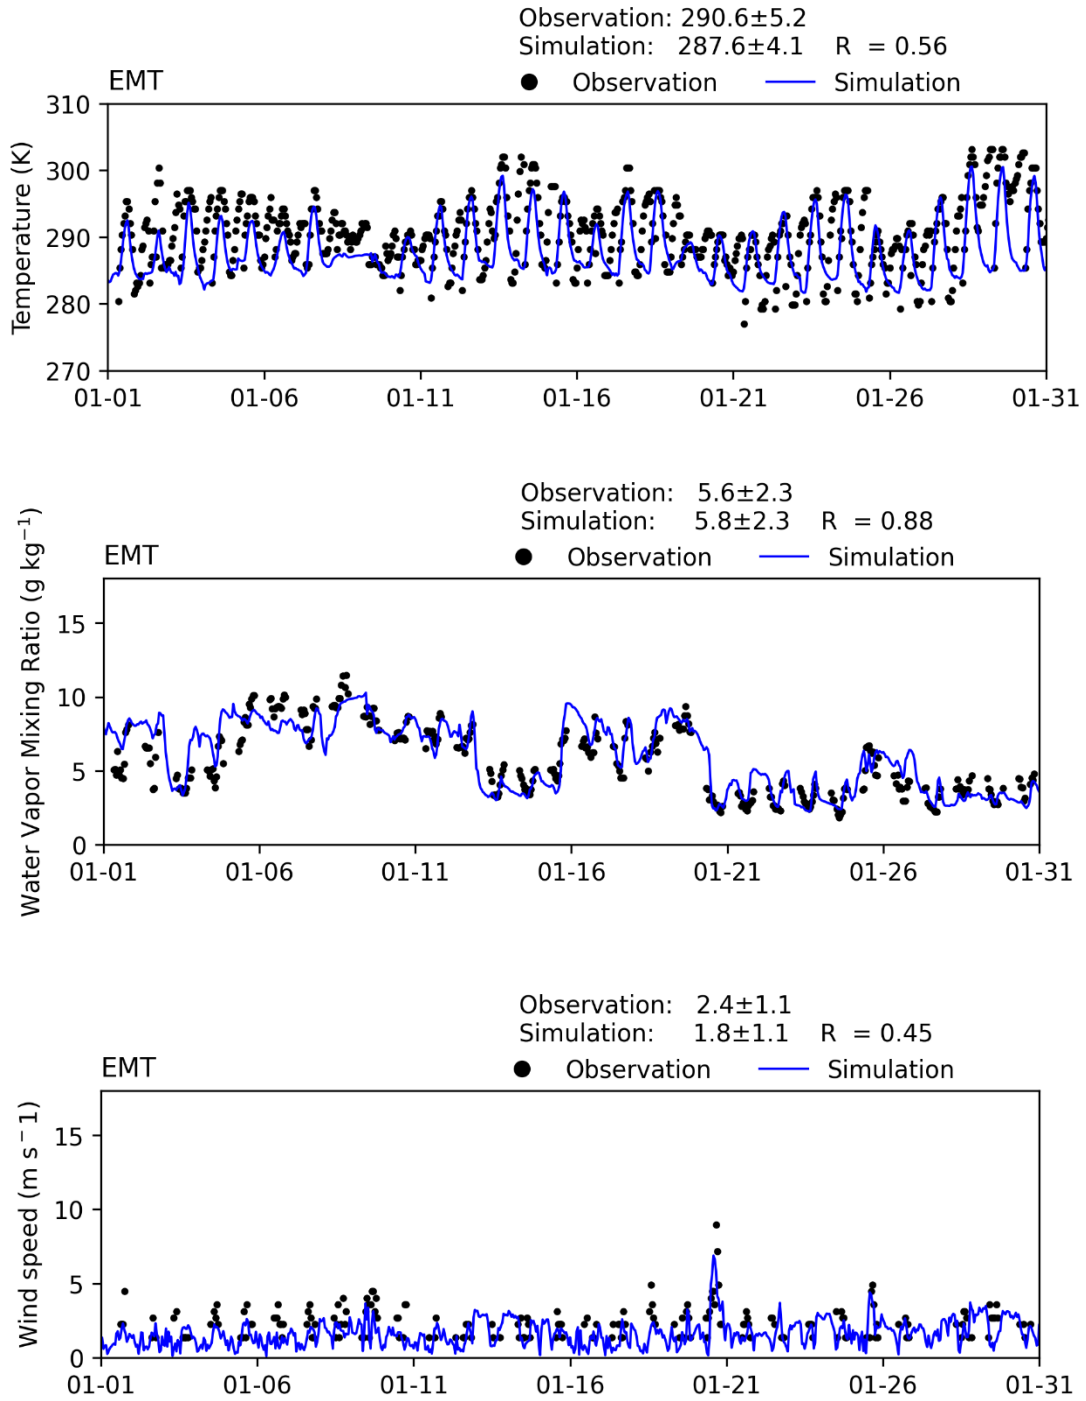 Observation: 290.6±5.2
Simulation: 287.6±4.1 R = 0.56
EMT
Observation Simulation
Temperature (K)
310
300
290
280
270
01-01 01-06 01-11 01-16 01-21 01-26 01-31
Observation: 5.6±2.3
Simulation: 5.8±2.3 R = 0.88
EMT
Observation Simulation
Water Vapor Mixing Ratio (g kg⁻¹)
15
10
5
0
01-01 01-06 01-11 01-16 01-21 01-26 01-31
Observation: 2.4±1.1
Simulation: 1.8±1.1 R = 0.45
EMT
Observation Simulation
Wind speed (m s⁻1)
15
10
5
0
01-01 01-06 01-11 01-16 01-21 01-26 01-31